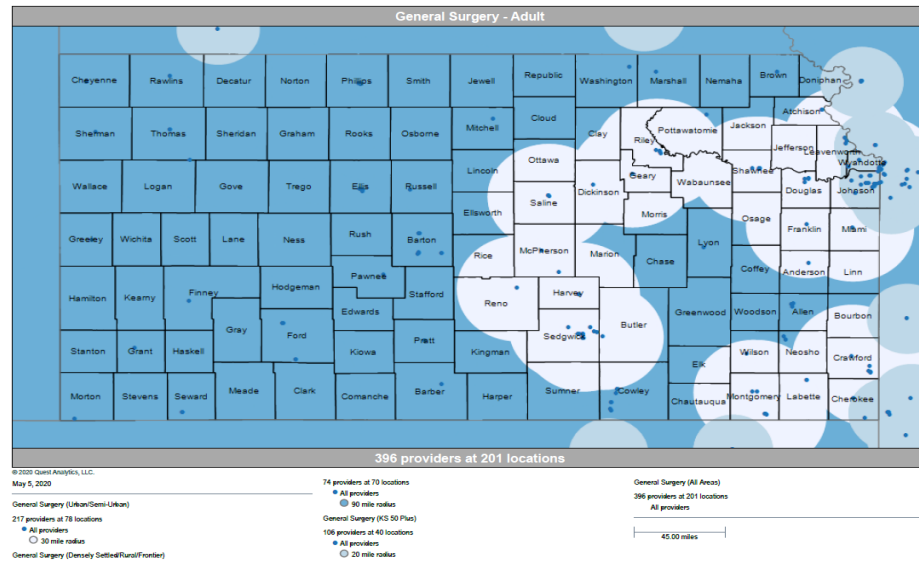 General Surgery - Adult
Cheyenne Rawlins Decatur Norton Phillips Smith Jewell Republic Washington Marshall Nemaha Brown Doniphan
Atchison
Sherman Thomas Sheridan Graham Rooks Osborne Mitchell Cloud Clay Riley Pottawatomie Jackson Jefferson Leavenworth
Wyandotte
Wallace Logan Gove Trego Ellis Russell Lincoln Ottawa Saline Dickinson Geary Wabaunsee Shawnee Douglas Johnson
Ellsworth Morris Osage Franklin Miami
Greeley Wichita Scott Lane Ness Rush Barton Rice McPherson Marion Chase Lyon Coffey Anderson Linn
Hamilton Kearny Finney Hodgeman Pawnee Stafford Reno Harvey Butler Greenwood Woodson Allen Bourbon
Gray Ford Edwards
Stanton Grant Haskell Kiowa Pratt Kingman Sedgwick Elk Wilson Neosho Crawford
Morton Stevens Seward Meade Clark Comanche Barber Harper Sumner Cowley Chautauqua Montgomery Labette Cherokee
396 providers at 201 locations
© 2020 Quest Analytics, LLC.
May 5, 2020
General Surgery (Urban/Semi-Urban)
217 providers at 78 locations
All providers
30 mile radius
General Surgery (Densely Settled/Rural/Frontier)
74 providers at 70 locations
All providers
90 mile radius
General Surgery (KS 50 Plus)
106 providers at 40 locations
All providers
20 mile radius
General Surgery (All Areas)
396 providers at 201 locations
All providers
45.00 miles